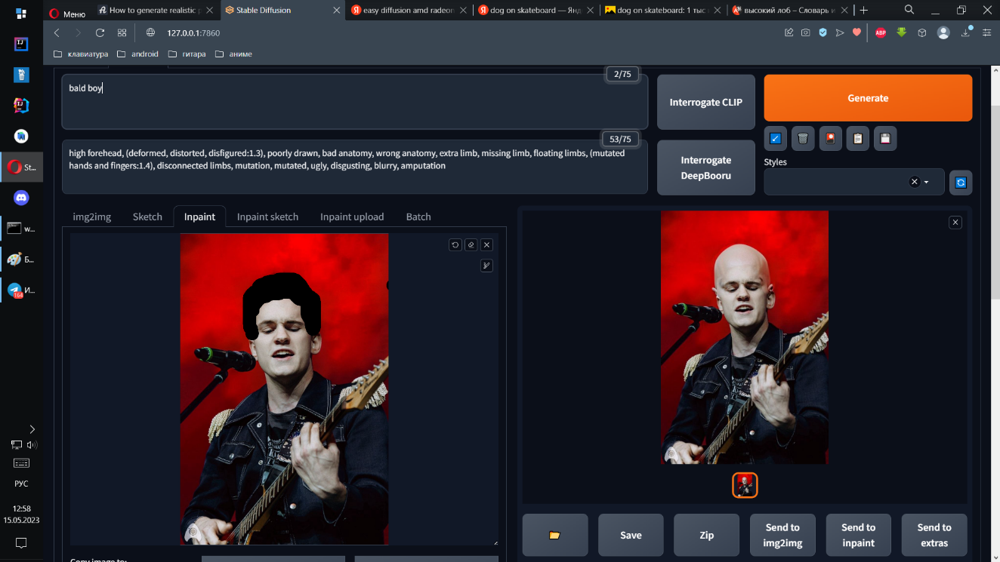 Меню
How to generate realistic p
Stable Diffusion
easy diffusion amd radeon
dog on skateboard — Янд
dog on skateboard: 1 тыс
высокий лоб – Словарь и
127.0.0.1:7860
ABP
клавиатура
android
гитара
аниме
2/75
bald boy
Interrogate CLIP
Generate
53/75
high forehead, (deformed, distorted, disfigured:1.3), poorly drawn, bad anatomy, wrong anatomy, extra limb, missing limb, floating limbs, (mutated
hands and fingers:1.4), disconnected limbs, mutation, mutated, ugly, disgusting, blurry, amputation
Interrogate
DeepBooru
Styles
img2img
Sketch
Inpaint
Inpaint sketch
Inpaint upload
Batch
Save
Zip
Send to
img2img
Send to
inpaint
Send to
extras
Copy image to:
St...
w...
Б...
И...
164
РУС
12:58
15.05.2023